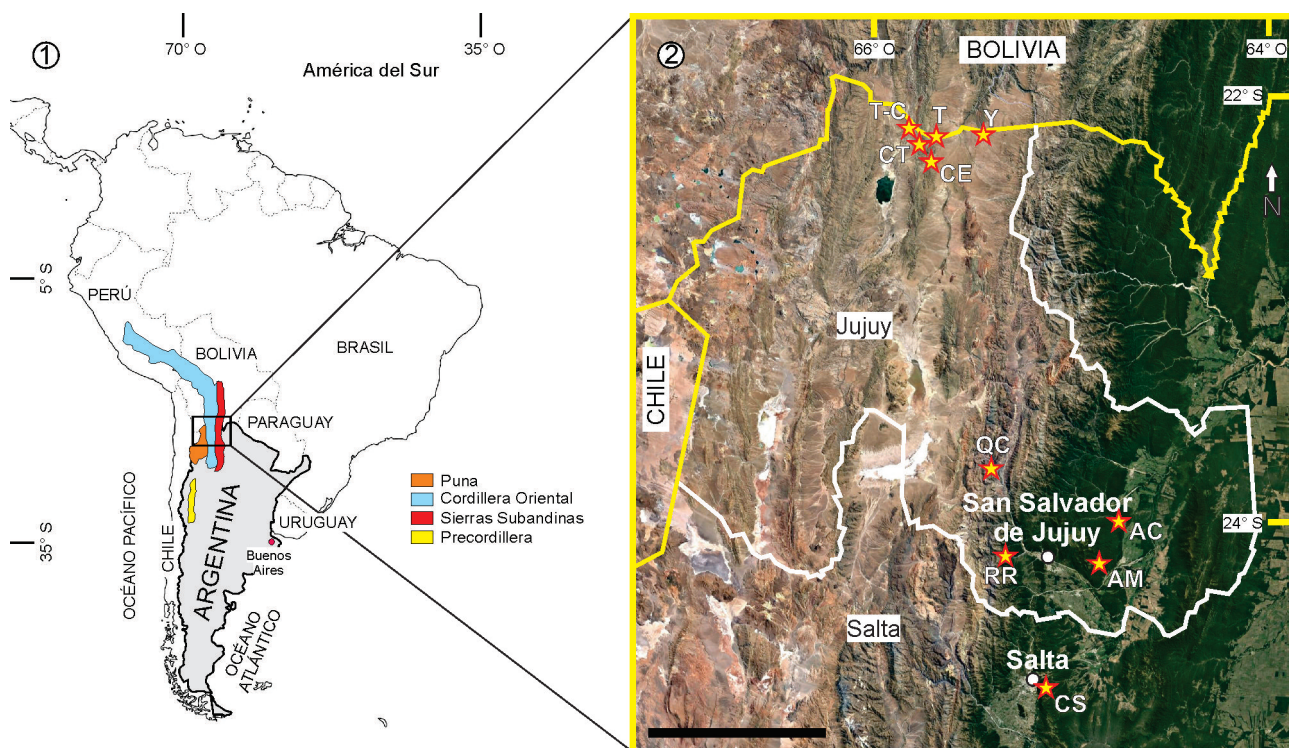 1
70° O
35° O
América del Sur
5° S
PERÚ
BOLIVIA
BRASIL
PARAGUAY
Puna
Cordillera Oriental
Sierras Subandinas
Precordillera
URUGUAY
ARGENTINA
CHILE
35° S
Buenos
Aires
OCÉANO PACÍFICO
OCÉANO
ATLÁNTICO
2
66° O
BOLIVIA
64° O
22° S
T-C
T
Y
CT
CE
N
Jujuy
CHILE
QC
San Salvador
de Jujuy
24° S
AC
RR
AM
Salta
Salta
CS